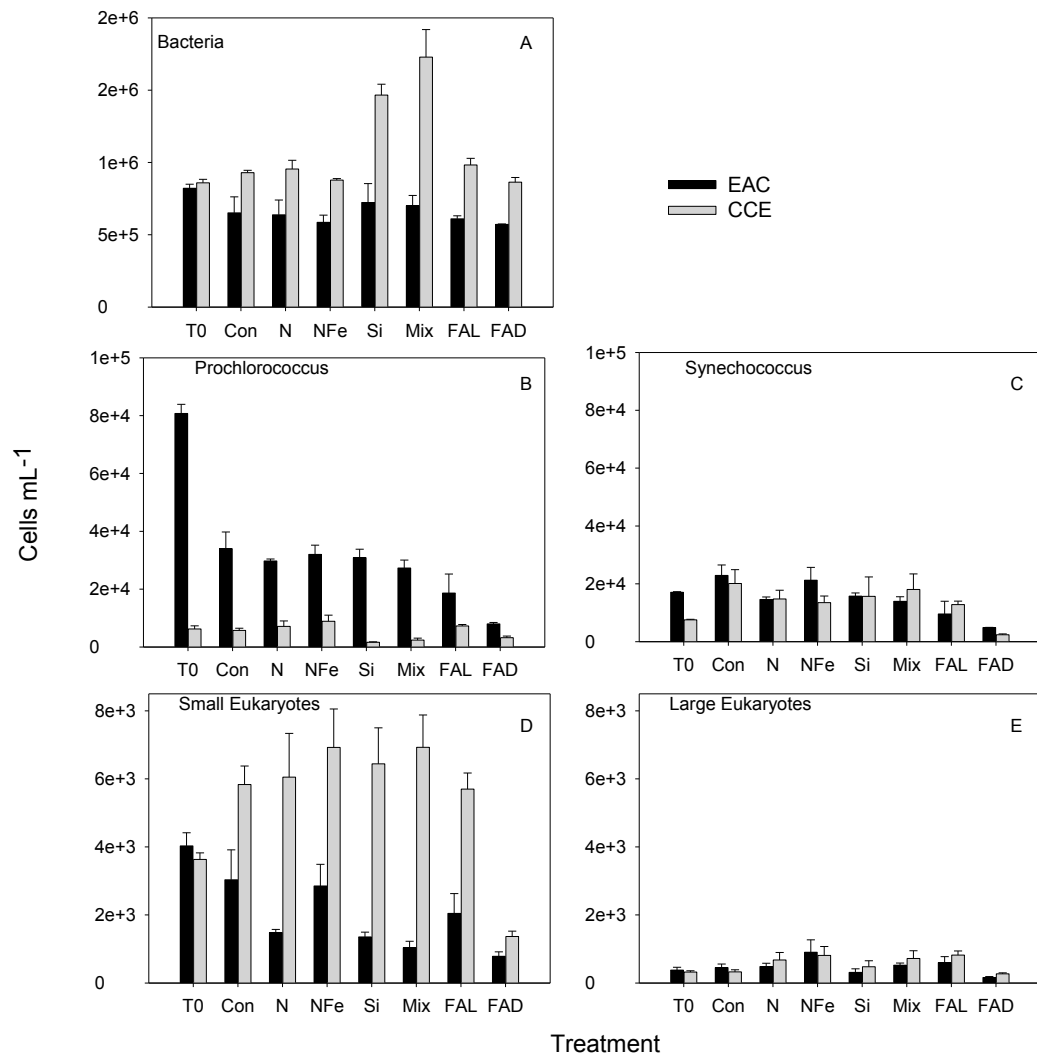 2e+6
Bacteria
A
2e+6
1e+6
5e+5
0
T0 Con N NFe Si Mix FAL FAD
EAC
CCE
1e+5
Prochlorococcus
B
8e+4
6e+4
4e+4
2e+4
0
T0 Con N NFe Si Mix FAL FAD
1e+5
Synechococcus
C
8e+4
6e+4
4e+4
2e+4
0
T0 Con N NFe Si Mix FAL FAD
Small Eukaryotes
8e+3
D
6e+3
4e+3
2e+3
0
T0 Con N NFe Si Mix FAL FAD
Large Eukaryotes
8e+3
E
6e+3
4e+3
2e+3
0
T0 Con N NFe Si Mix FAL FAD
Cells mL-1
Treatment